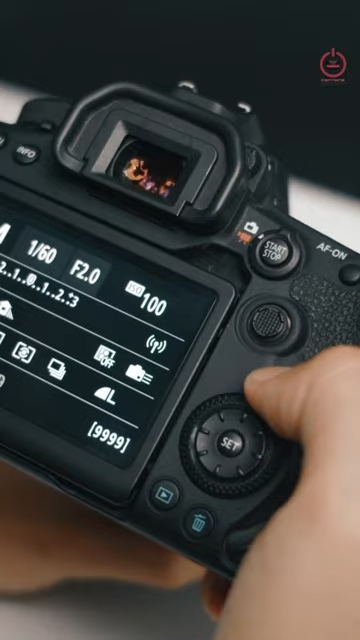 INFO
START
STOP
AF-ON
1/60
F2.0
ISO 100
2..1..0..1..2.:3
OFF
L
[9999]
SET